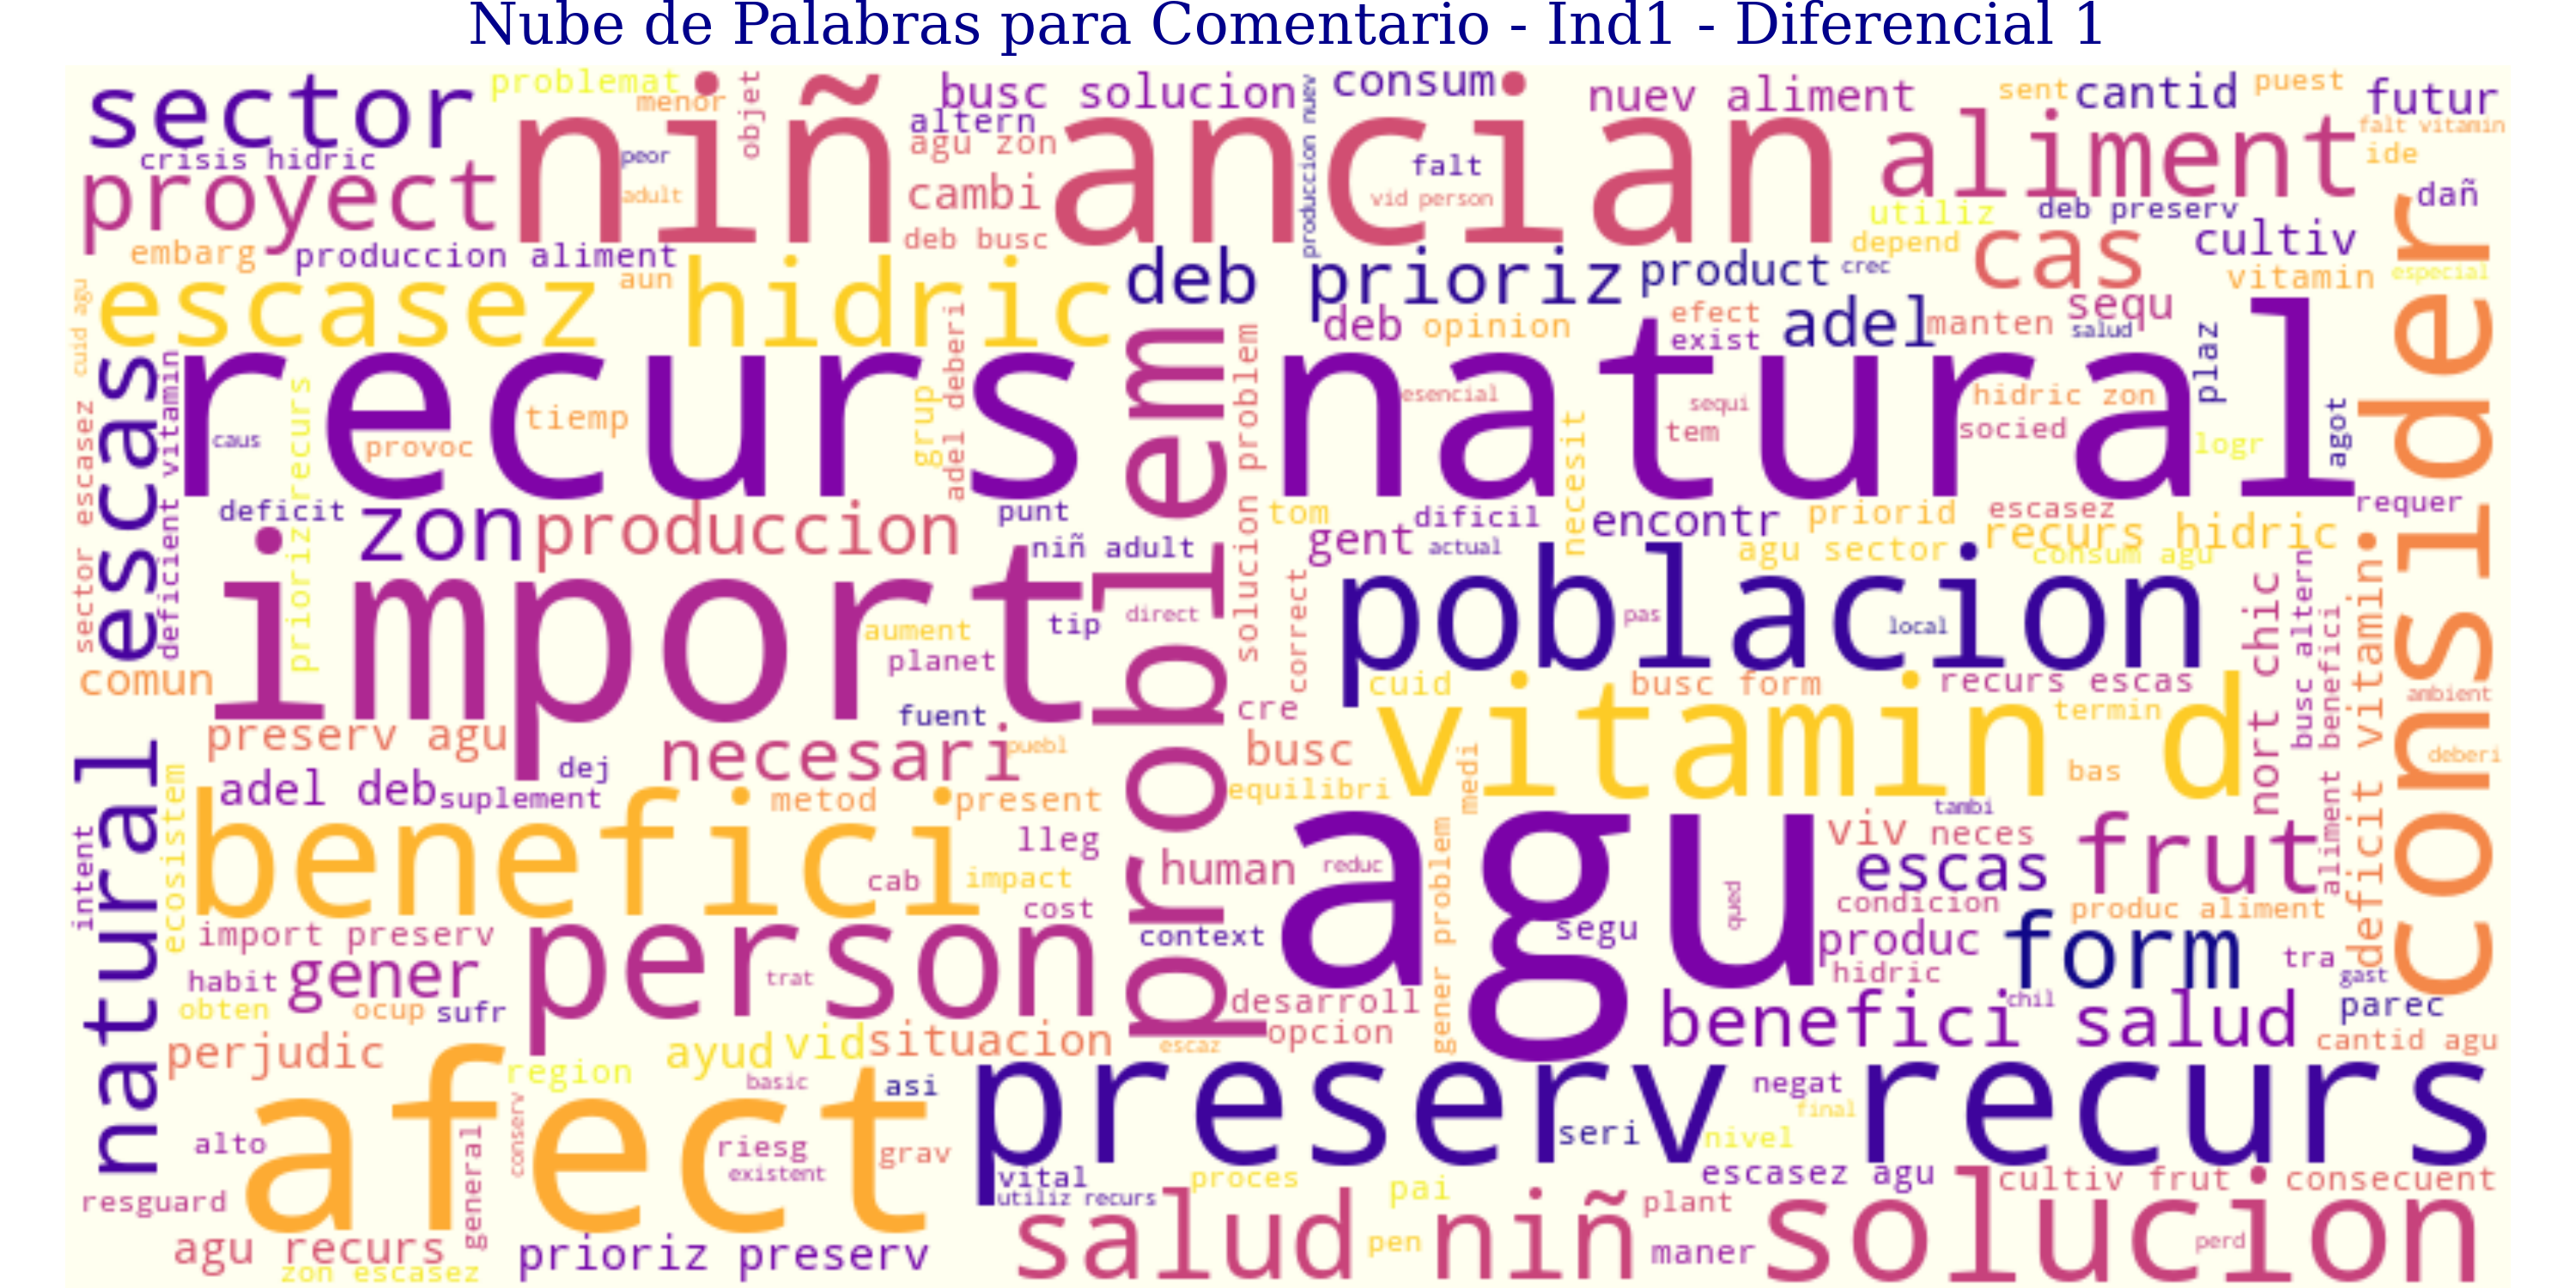 Nube de Palabras para Comentario - Ind1 - Diferencial 1
sector
problemat
menor
objet
niñ ancian
busc solucion
altern
agu zon
cambi
deb busc
produccion nuev
consum
falt
vid person
nuev aliment
aliment
sent
cantid
puest
futur
falt vitamin
ide
dañ
crisis hidric
proyect
peor
adult
utiliz
deb preserv
depend
cas
cultiv
vitamin
especial
embarg
produccion aliment
aun
cuid agu
escasez hidric
deb prioriz
product
crec
deb
opinion
efect
exist
adel
manten
sequ
salud
plaz
consider
escas
deficient vitamin
sector escasez
recurs natural
caus
prioriz recurs
provoc
tiemp
grup
adel deberi
problem
solucion problem
esencial
necesit
sequi
tem
hidric zon
socied
logr
agot
requer
deficit
zon
produccion
punt
niñ adult
tom
gent
dificil
actual
encontr
priorid
escasez
recurs hidric
agu sector
consum agu
import
tip
direct
aument
planet
fuent
correct
poblacion
pas
local
nort chic
busc altern
aliment benefici
deficit vitamini
comun
preserv agu
dej
necesari
puebl
cre
busc
cuid
busc form
recurs escas
vitamin d
termin
bas
ambient
deberi
natural
intent
ecosistem
adel deb
suplement
metod
present
equilibri
medi
benefici
lleg
cab
impact
cost
human
reduc
agu
qued
segu
tambi
viv
neces
escas
frut
condicion
produc aliment
produc
hidric
form
tra
gast
parec
import preserv
habit
gener
obten
ocup
sufr
person
trat
context
desarroll
opcion
escaz
gener problem
chil
benefici salud
cantid agu
perjudic
region
ayud
vid
situacion
basic
asi
afect
alto
general
conserv
riesg
existent
grav
preserv recurs
negat
final
seri
nivel
vital
utiliz recurs
proces
pai
escasez agu
cultiv frut
consecuent
resguard
agu recurs
zon escasez
prioriz preserv
salud niñ
pen
plant
maner
solucion
perd